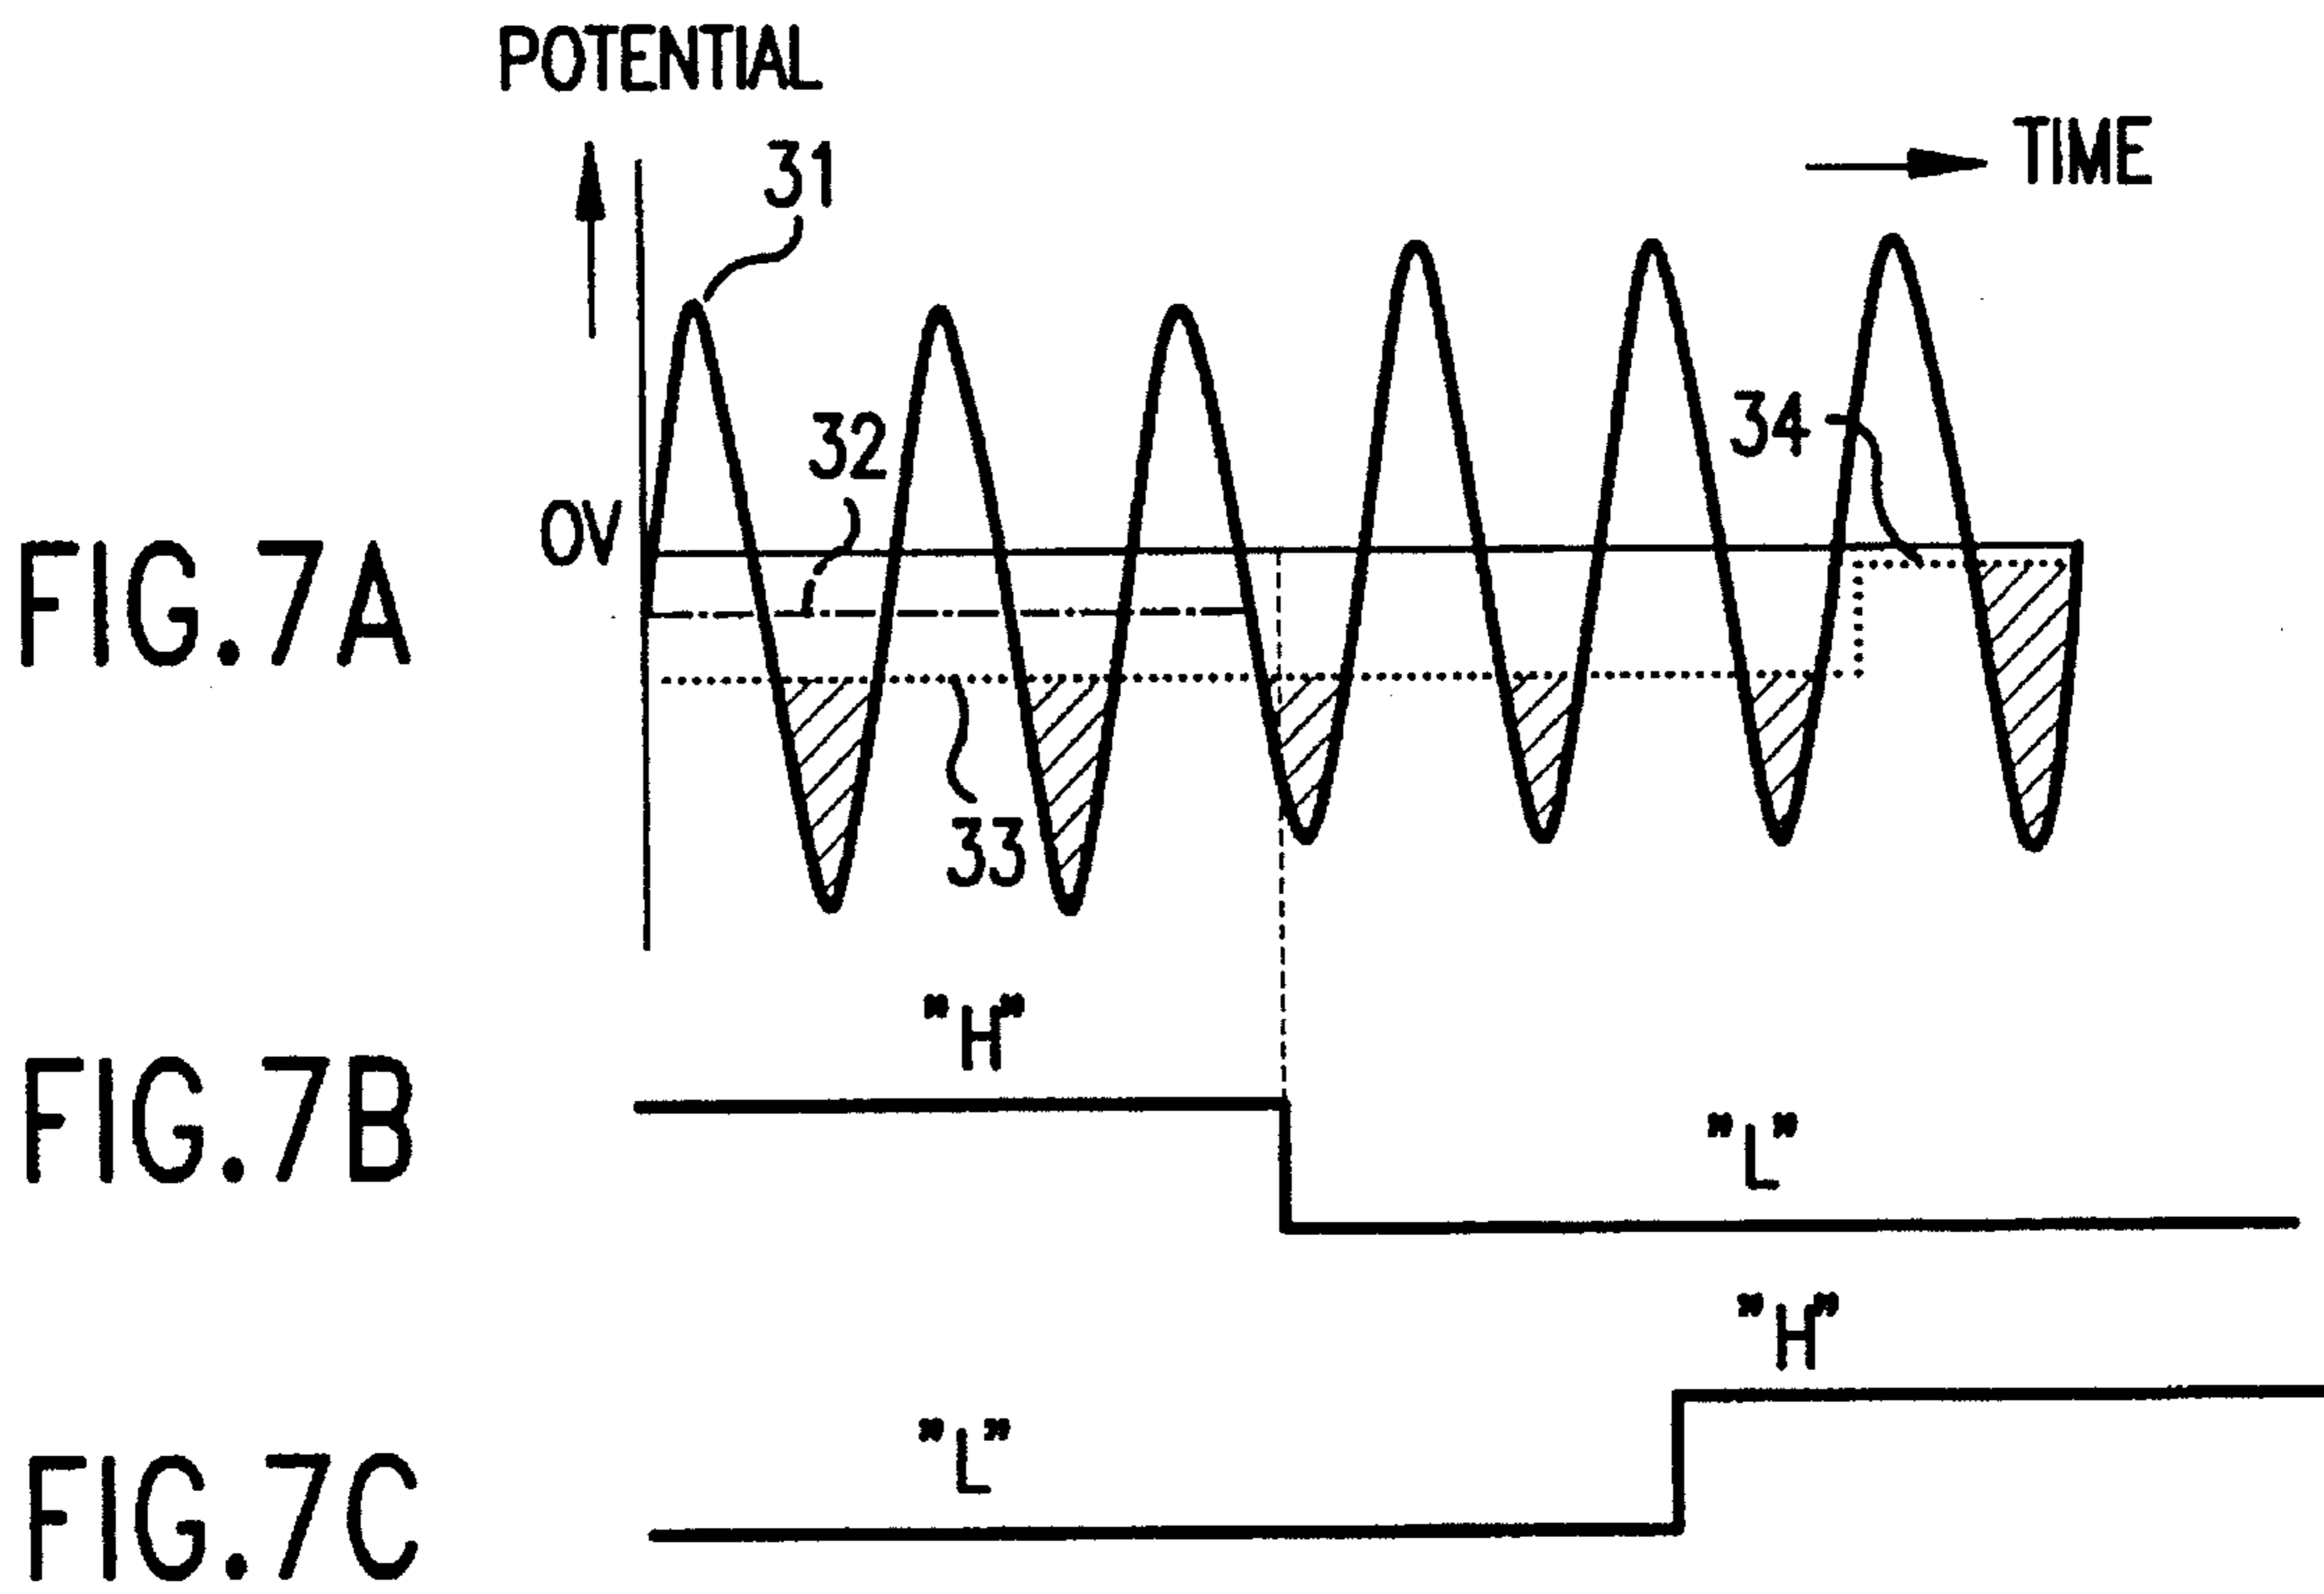 POTENTIAL
TIME
31
32
34
0V
FIG.7A
33
"H"
FIG.7B
"L"
"H"
"L"
FIG.7C